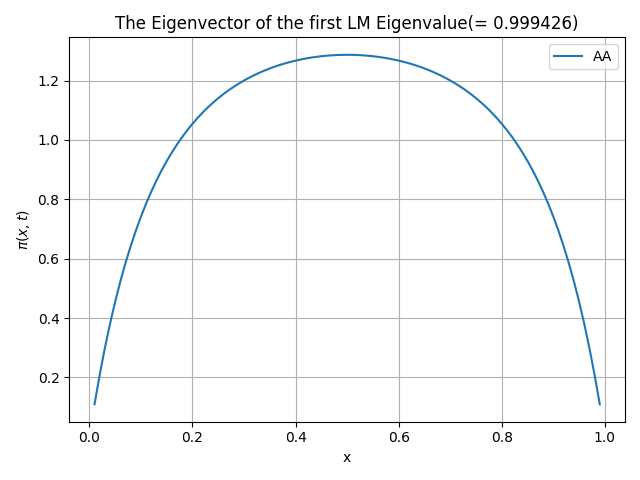 The Eigenvector of the first LM Eigenvalue(= 0.999426)
AA
1.2
1.0
0.8
0.6
0.4
0.2
π(x, t)
0.0 0.2 0.4 0.6 0.8 1.0
x